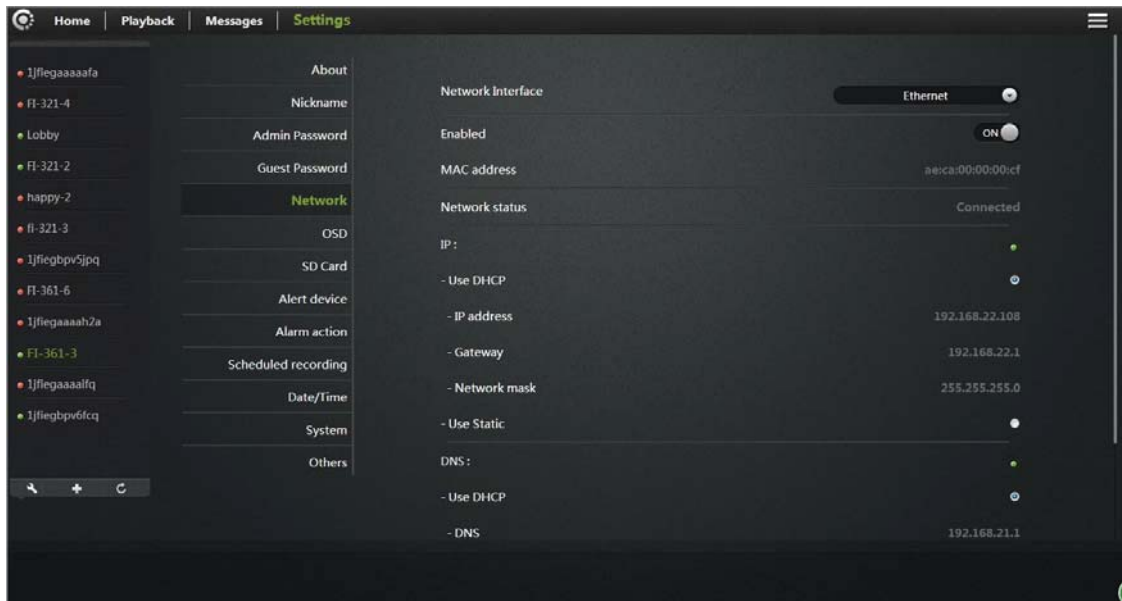 Home Playback Messages Settings
1jflegaaaaafa
FI-321-4
Lobby
FI-321-2
happy-2
fi-321-3
1jfiegbpv5jpq
FI-361-6
1jfiegaaaah2a
FI-361-3
1jflegaaaalfq
1jfiegbpv6fcq
About
Nickname
Admin Password
Guest Password
Network
OSD
SD Card
Alert device
Alarm action
Scheduled recording
Date/Time
System
Others
Network Interface Ethernet
Enabled ON
MAC address ae:ca:00:00:00:cf
Network status Connected
IP :
- Use DHCP
- IP address 192.168.22.108
- Gateway 192.168.22.1
- Network mask 255.255.255.0
- Use Static
DNS :
- Use DHCP
- DNS 192.168.21.1